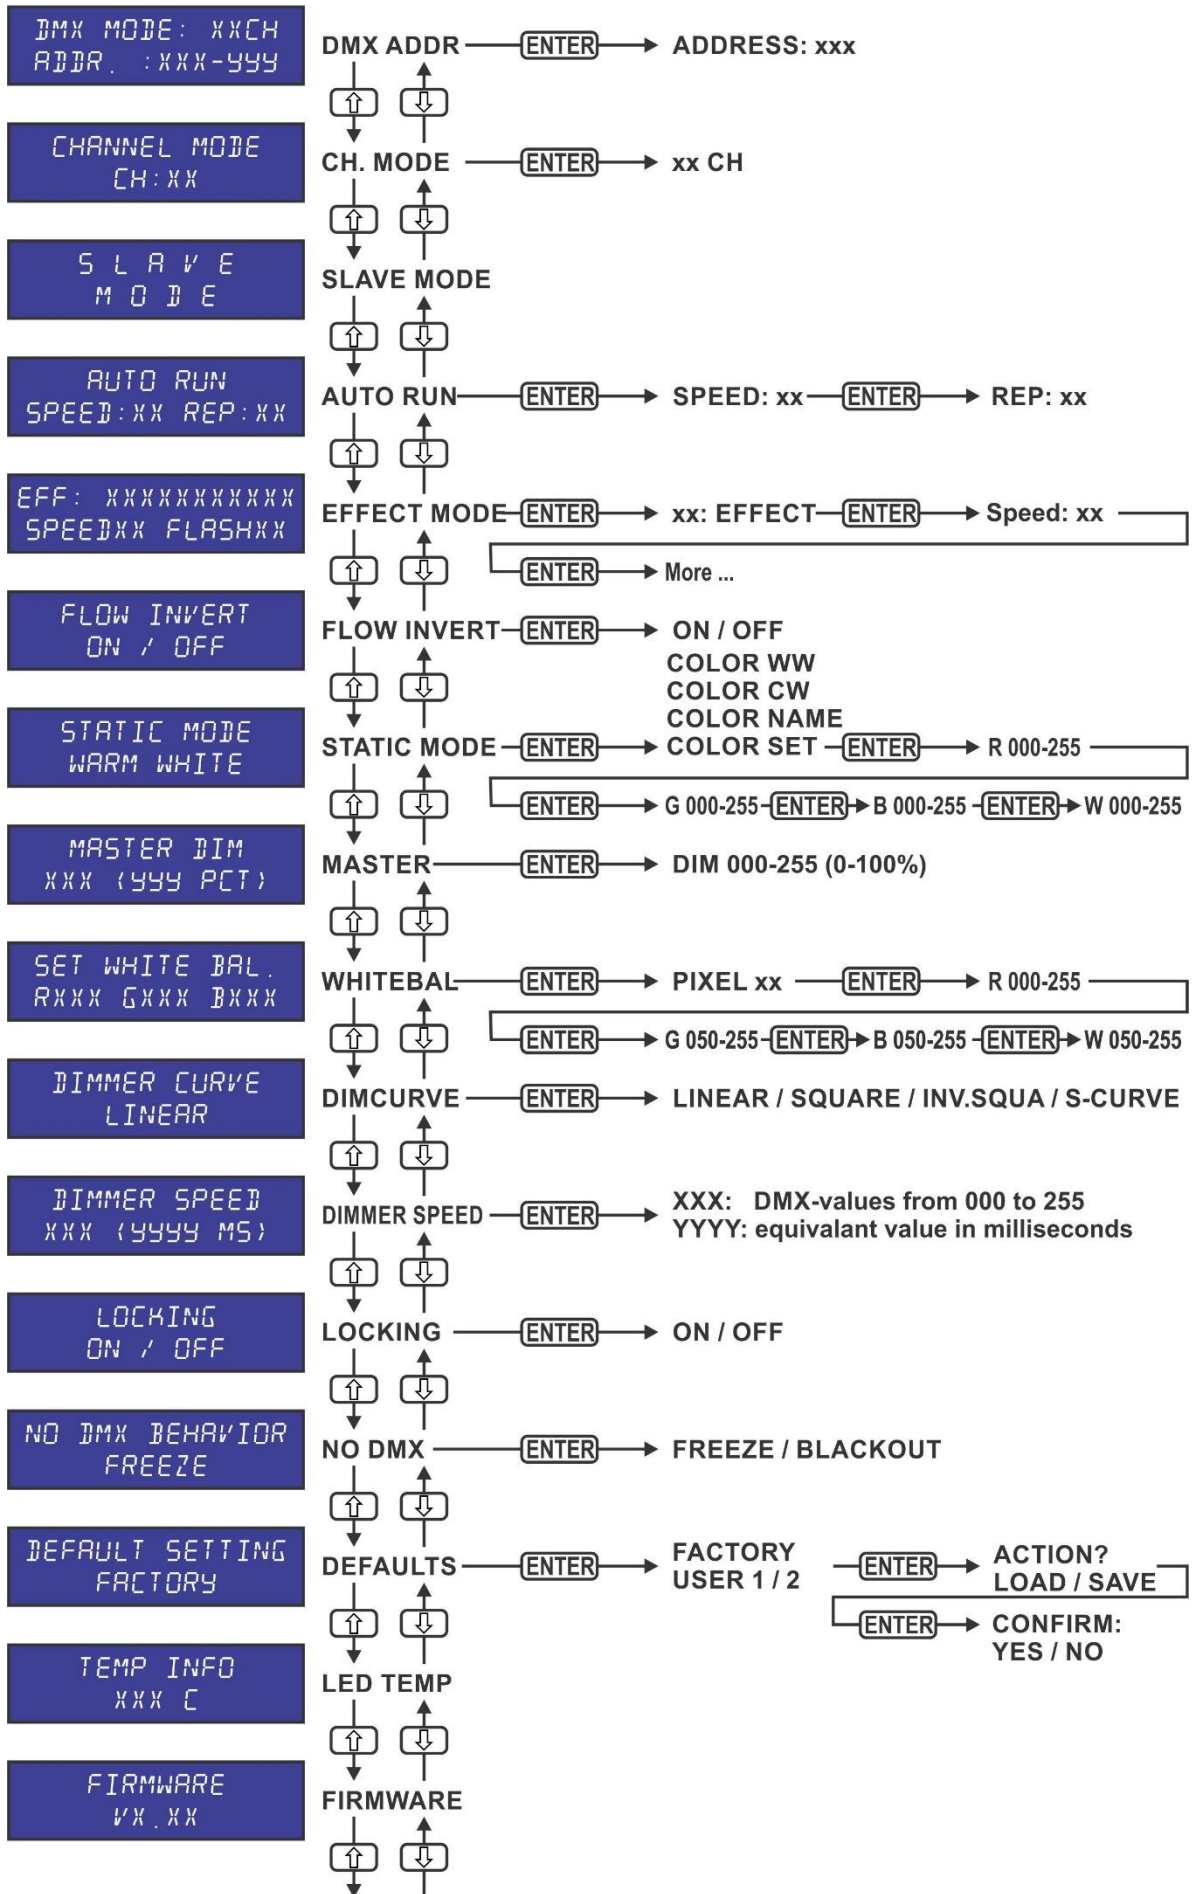 DMX MODE: XXCH
ADDR. :XXX-YYY
DMX ADDR ENTER ADDRESS: xxx
CHANNEL MODE
CH:XX
CH. MODE ENTER xx CH
SLAVE
MODE
SLAVE MODE
AUTO RUN
SPEED:XX REP:XX
AUTO RUN ENTER SPEED: xx ENTER REP: xx
EFF: XXXXXXXXXXX
SPEEDXX FLASHXX
EFFECT MODE ENTER xx: EFFECT ENTER Speed: xx
ENTER More ...
FLOW INVERT
ON / OFF
FLOW INVERT ENTER ON / OFF
STATIC MODE
WARM WHITE
COLOR WW
COLOR CW
COLOR NAME
STATIC MODE ENTER COLOR SET ENTER R 000-255
ENTER G 000-255 ENTER B 000-255 ENTER W 000-255
MASTER DIM
XXX (YYY PCT)
MASTER ENTER DIM 000-255 (0-100%)
SET WHITE BAL.
RXXX GXXX BXXX
WHITEBAL ENTER PIXEL xx ENTER R 000-255
ENTER G 050-255 ENTER B 050-255 ENTER W 050-255
DIMMER CURVE
LINEAR
DIMCURVE ENTER LINEAR / SQUARE / INV.SQUA / S-CURVE
DIMMER SPEED
XXX (YYYY MS)
DIMMER SPEED ENTER XXX: DMX-values from 000 to 255
YYYY: equivalant value in milliseconds
LOCKING
ON / OFF
LOCKING ENTER ON / OFF
NO DMX BEHAVIOR
FREEZE
NO DMX ENTER FREEZE / BLACKOUT
DEFAULT SETTING
FACTORY
DEFAULTS ENTER FACTORY
USER 1 / 2
ENTER ACTION?
LOAD / SAVE
ENTER CONFIRM:
YES / NO
TEMP INFO
XXX C
LED TEMP
FIRMWARE
VX.XX
FIRMWARE